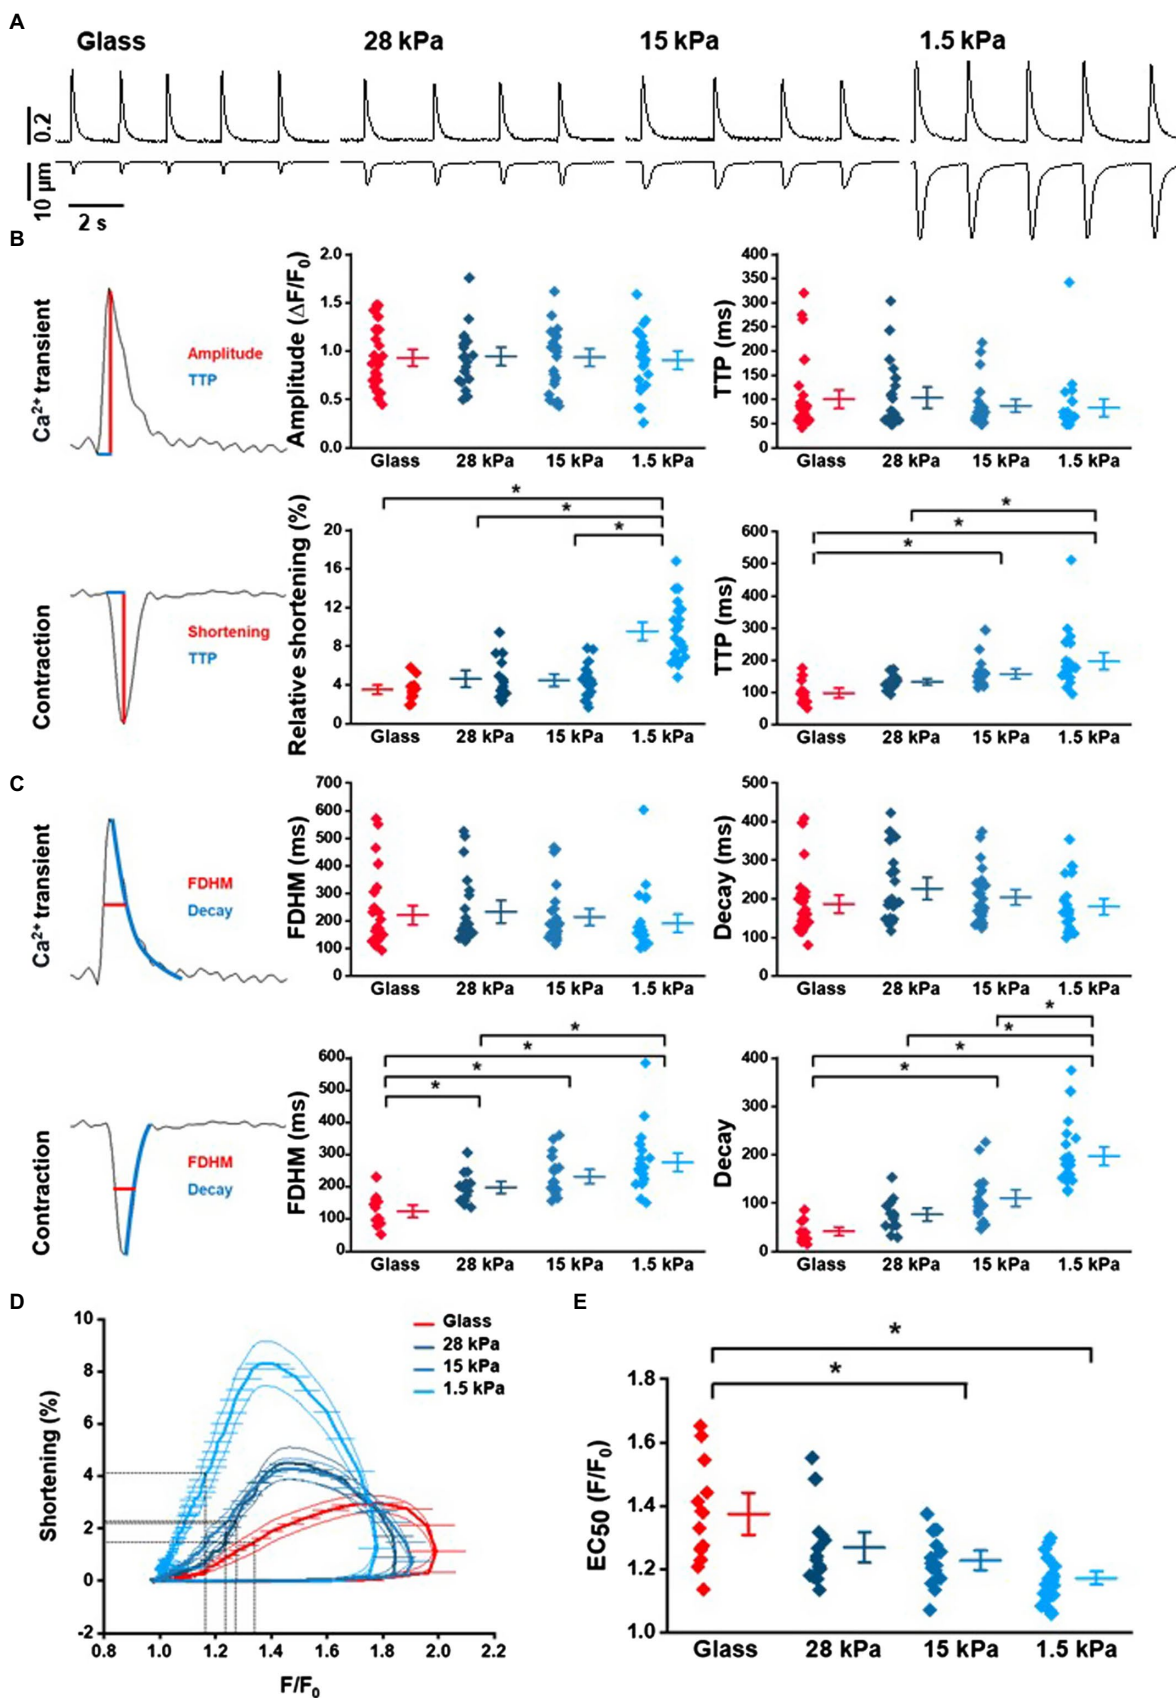 A
Glass 28 kPa 15 kPa 1.5 kPa
0.2
10 µm
2 s
B
Ca²⁺ transient
Amplitude
TTP
Amplitude (ΔF/F₀)
2.0
1.5
1.0
0.5
0.0
Glass 28 kPa 15 kPa 1.5 kPa
TTP (ms)
400
350
300
250
200
150
100
50
0
Glass 28 kPa 15 kPa 1.5 kPa
Contraction
Shortening
TTP
Relative shortening (%)
* * *
20
16
12
8
4
0
Glass 28 kPa 15 kPa 1.5 kPa
TTP (ms)
* * *
600
500
400
300
200
100
0
Glass 28 kPa 15 kPa 1.5 kPa
C
Ca²⁺ transient
FDHM
Decay
FDHM (ms)
700
600
500
400
300
200
100
0
Glass 28 kPa 15 kPa 1.5 kPa
Decay (ms)
500
400
300
200
100
0
Glass 28 kPa 15 kPa 1.5 kPa
Contraction
FDHM
Decay
FDHM (ms)
* * * *
600
500
400
300
200
100
0
Glass 28 kPa 15 kPa 1.5 kPa
Decay
* * * *
400
300
200
100
0
Glass 28 kPa 15 kPa 1.5 kPa
D
Shortening (%)
10
8
6
4
2
0
-2
0.8 1.0 1.2 1.4 1.6 1.8 2.0 2.2
F/F₀
Glass
28 kPa
15 kPa
1.5 kPa
E
EC50 (F/F₀)
* *
1.8
1.6
1.4
1.2
1.0
Glass 28 kPa 15 kPa 1.5 kPa